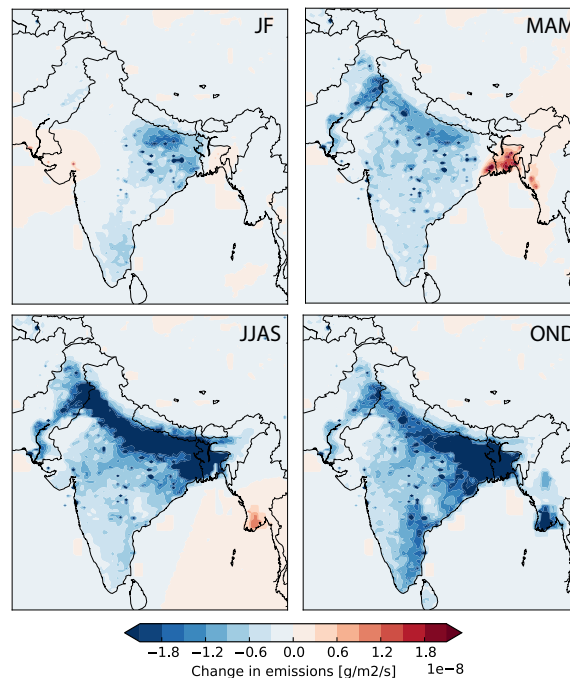 JF
MAM
JJAS
OND
−1.8 −1.2 −0.6 0.0 0.6 1.2 1.8
Change in emissions [g/m2/s] 1e−8